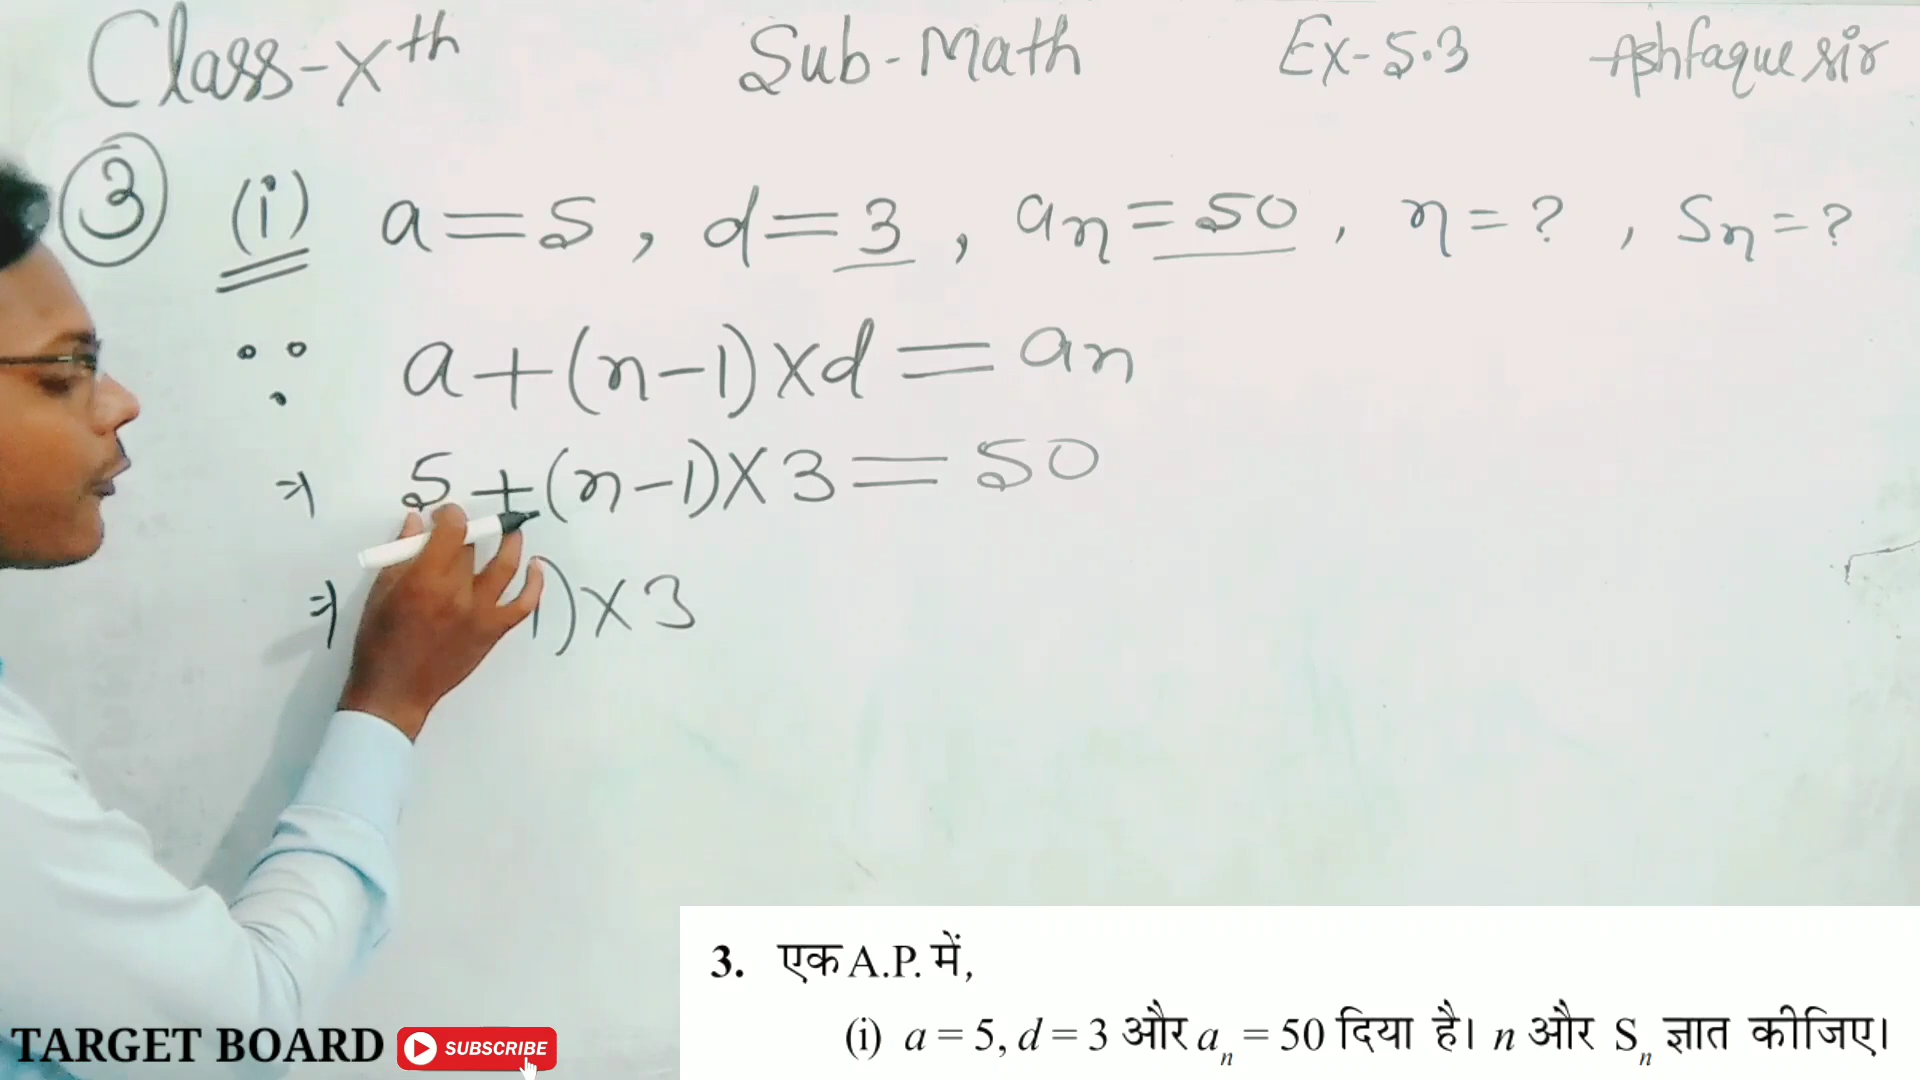 Class-Xth Sub-Math Ex-5.3 Ashfaque sir
③ (i) a=5, d=3, an=50, n=?, Sn=?
∵ a+(n-1)×d=an
⇒ 5+(n-1)×3=50
⇒ 1)×3
3. एक A.P. में,
(i) a = 5, d = 3 और an = 50 दिया है। n और Sn ज्ञात कीजिए।
TARGET BOARD SUBSCRIBE